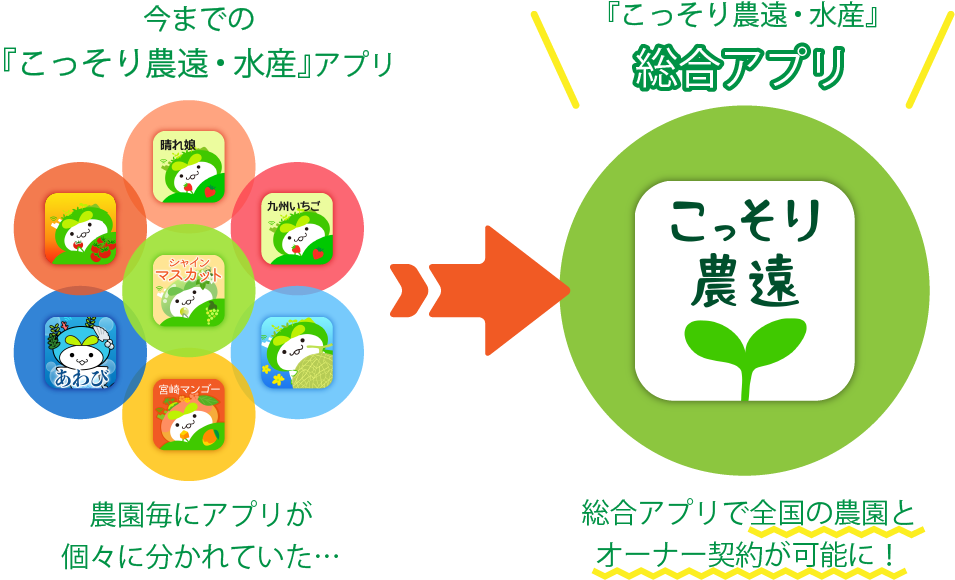 今までの
『こっそり農遠・水産』アプリ
晴れ娘
九州いちご
シャイン
マスカット
あわび
宮崎マンゴー
農園毎にアプリが
個々に分かれていた…
『こっそり農遠・水産』
総合アプリ
こっそり
農遠
総合アプリで全国の農園と
オーナー契約が可能に！